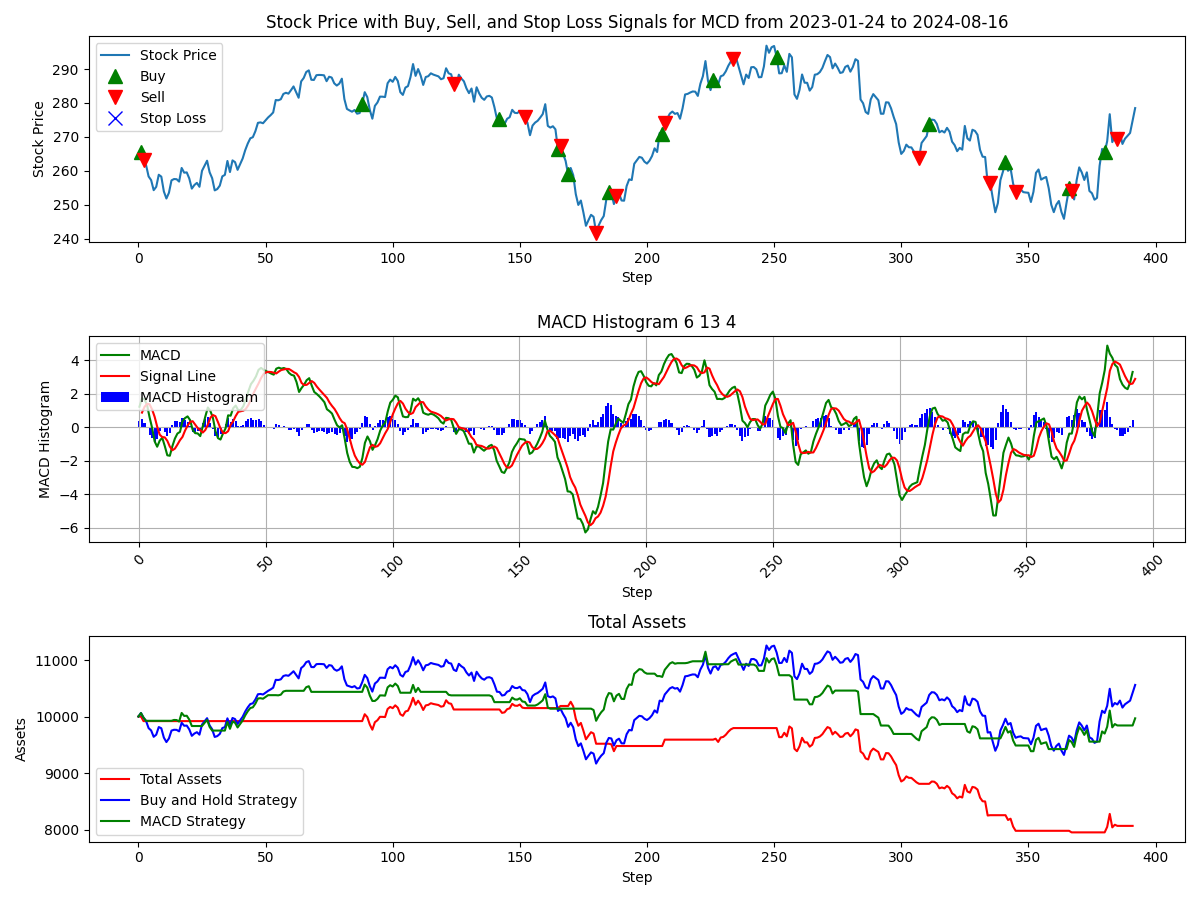 Stock Price with Buy, Sell, and Stop Loss Signals for MCD from 2023-01-24 to 2024-08-16
Stock Price
290
280
270
260
250
240
Stock Price
Buy
Sell
Stop Loss
0 50 100 150 200 250 300 350 400
Step
MACD Histogram 6 13 4
MACD Histogram
4
2
0
−2
−4
−6
MACD
Signal Line
MACD Histogram
0 50 100 150 200 250 300 350 400
Step
Total Assets
Assets
11000
10000
9000
8000
Total Assets
Buy and Hold Strategy
MACD Strategy
0 50 100 150 200 250 300 350 400
Step